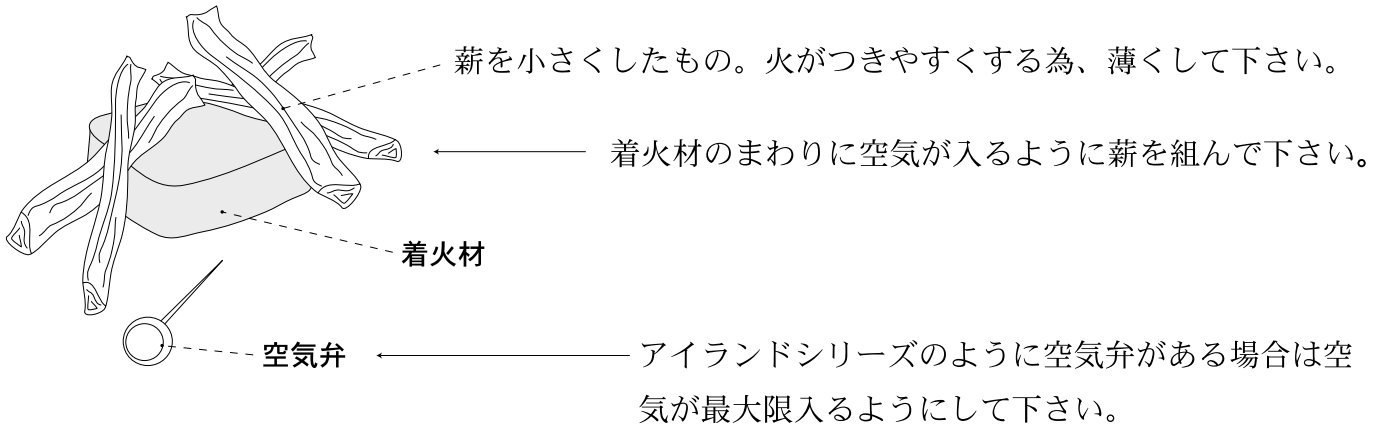 薪を小さくしたもの。火がつきやすくする為、薄くして下さい。
着火材のまわりに空気が入るように薪を組んで下さい。
着火材
空気弁
アイランドシリーズのように空気弁がある場合は空
気が最大限入るようにして下さい。